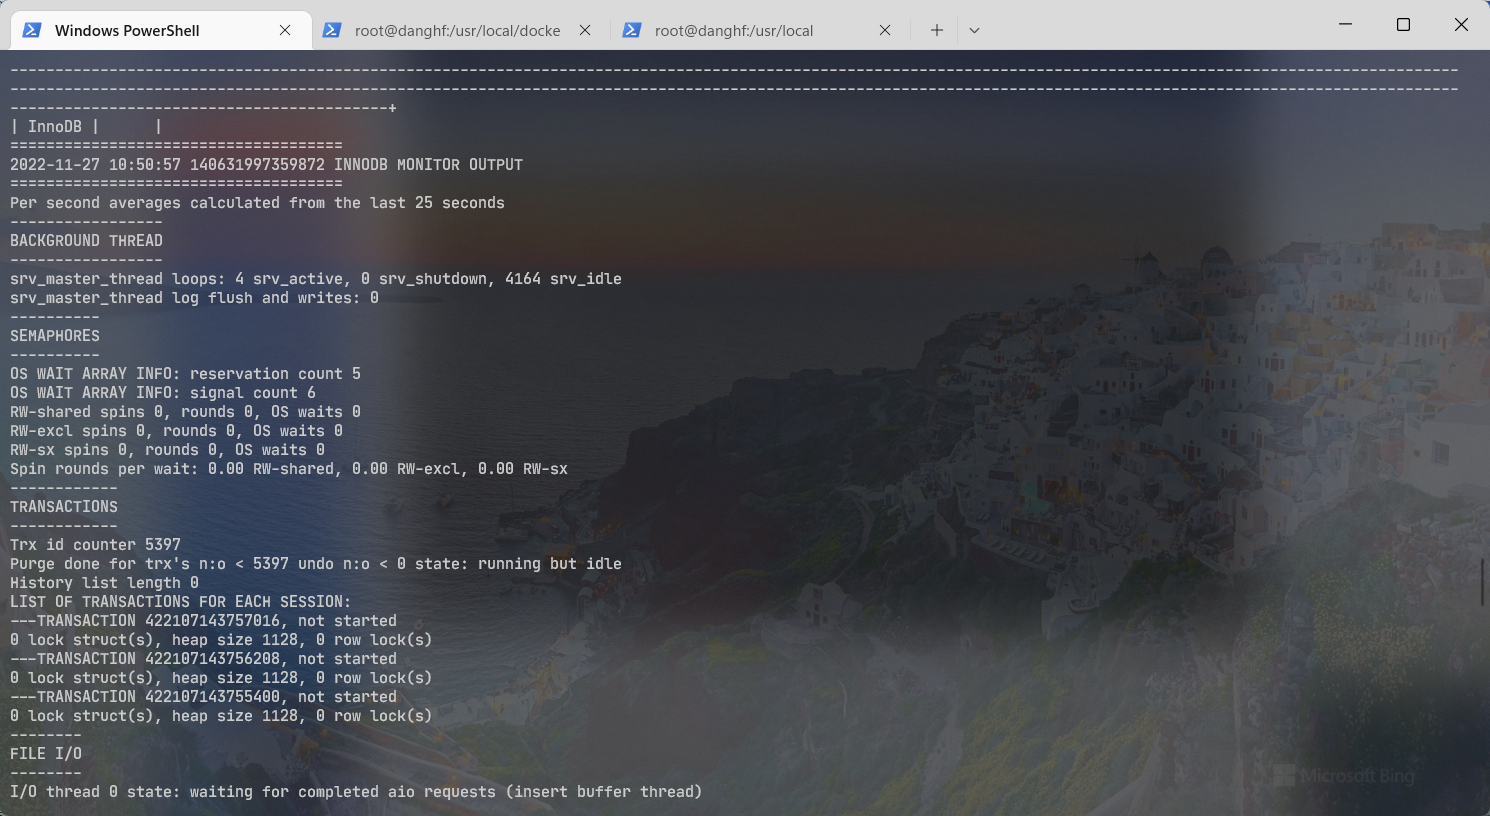 Windows PowerShell
root@danghf:/usr/local/docke
root@danghf:/usr/local
-----------------------------------------------------------------------------------------------------------------------------------------------------------------
-----------------------------------------------------------------------------------------------------------------------------------------------------------------
------------------------------------------+
| InnoDB |      |
=====================================
2022-11-27 10:50:57 140631997359872 INNODB MONITOR OUTPUT
=====================================
Per second averages calculated from the last 25 seconds
-----------------
BACKGROUND THREAD
-----------------
srv_master_thread loops: 4 srv_active, 0 srv_shutdown, 4164 srv_idle
srv_master_thread log flush and writes: 0
----------
SEMAPHORES
----------
OS WAIT ARRAY INFO: reservation count 5
OS WAIT ARRAY INFO: signal count 6
RW-shared spins 0, rounds 0, OS waits 0
RW-excl spins 0, rounds 0, OS waits 0
RW-sx spins 0, rounds 0, OS waits 0
Spin rounds per wait: 0.00 RW-shared, 0.00 RW-excl, 0.00 RW-sx
------------
TRANSACTIONS
------------
Trx id counter 5397
Purge done for trx's n:o < 5397 undo n:o < 0 state: running but idle
History list length 0
LIST OF TRANSACTIONS FOR EACH SESSION:
---TRANSACTION 422107143757016, not started
0 lock struct(s), heap size 1128, 0 row lock(s)
---TRANSACTION 422107143756208, not started
0 lock struct(s), heap size 1128, 0 row lock(s)
---TRANSACTION 422107143755400, not started
0 lock struct(s), heap size 1128, 0 row lock(s)
--------
FILE I/O
--------
I/O thread 0 state: waiting for completed aio requests (insert buffer thread)
Microsoft Bing